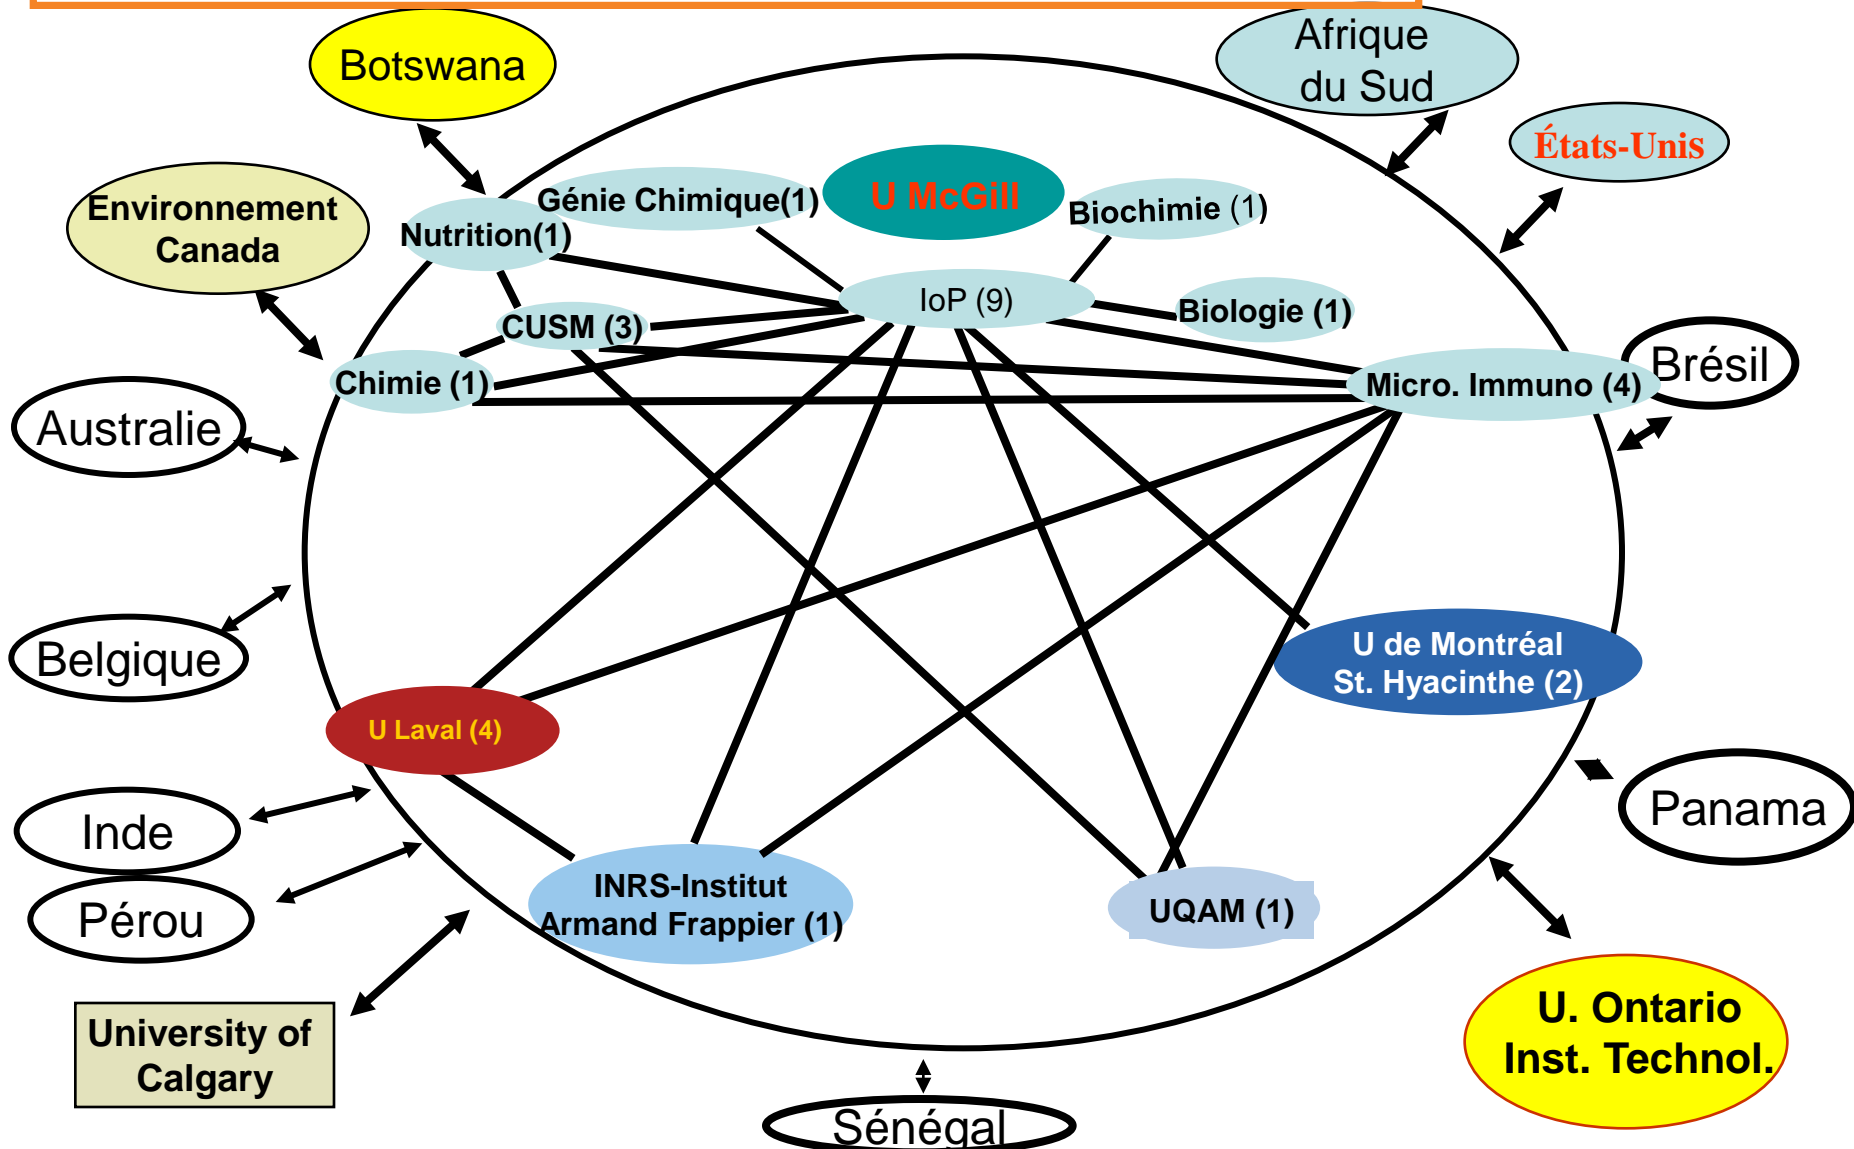 Botswana
Afrique
du Sud
États-Unis
Environnement
Canada
Génie Chimique(1)
U McGill
Biochimie (1)
Nutrition(1)
IoP (9)
Biologie (1)
CUSM (3)
Chimie (1)
Micro. Immuno (4)
Brésil
Australie
Belgique
U de Montréal
St. Hyacinthe (2)
U Laval (4)
Inde
Panama
Pérou
INRS-Institut
Armand Frappier (1)
UQAM (1)
University of
Calgary
U. Ontario
Inst. Technol.
Sénégal